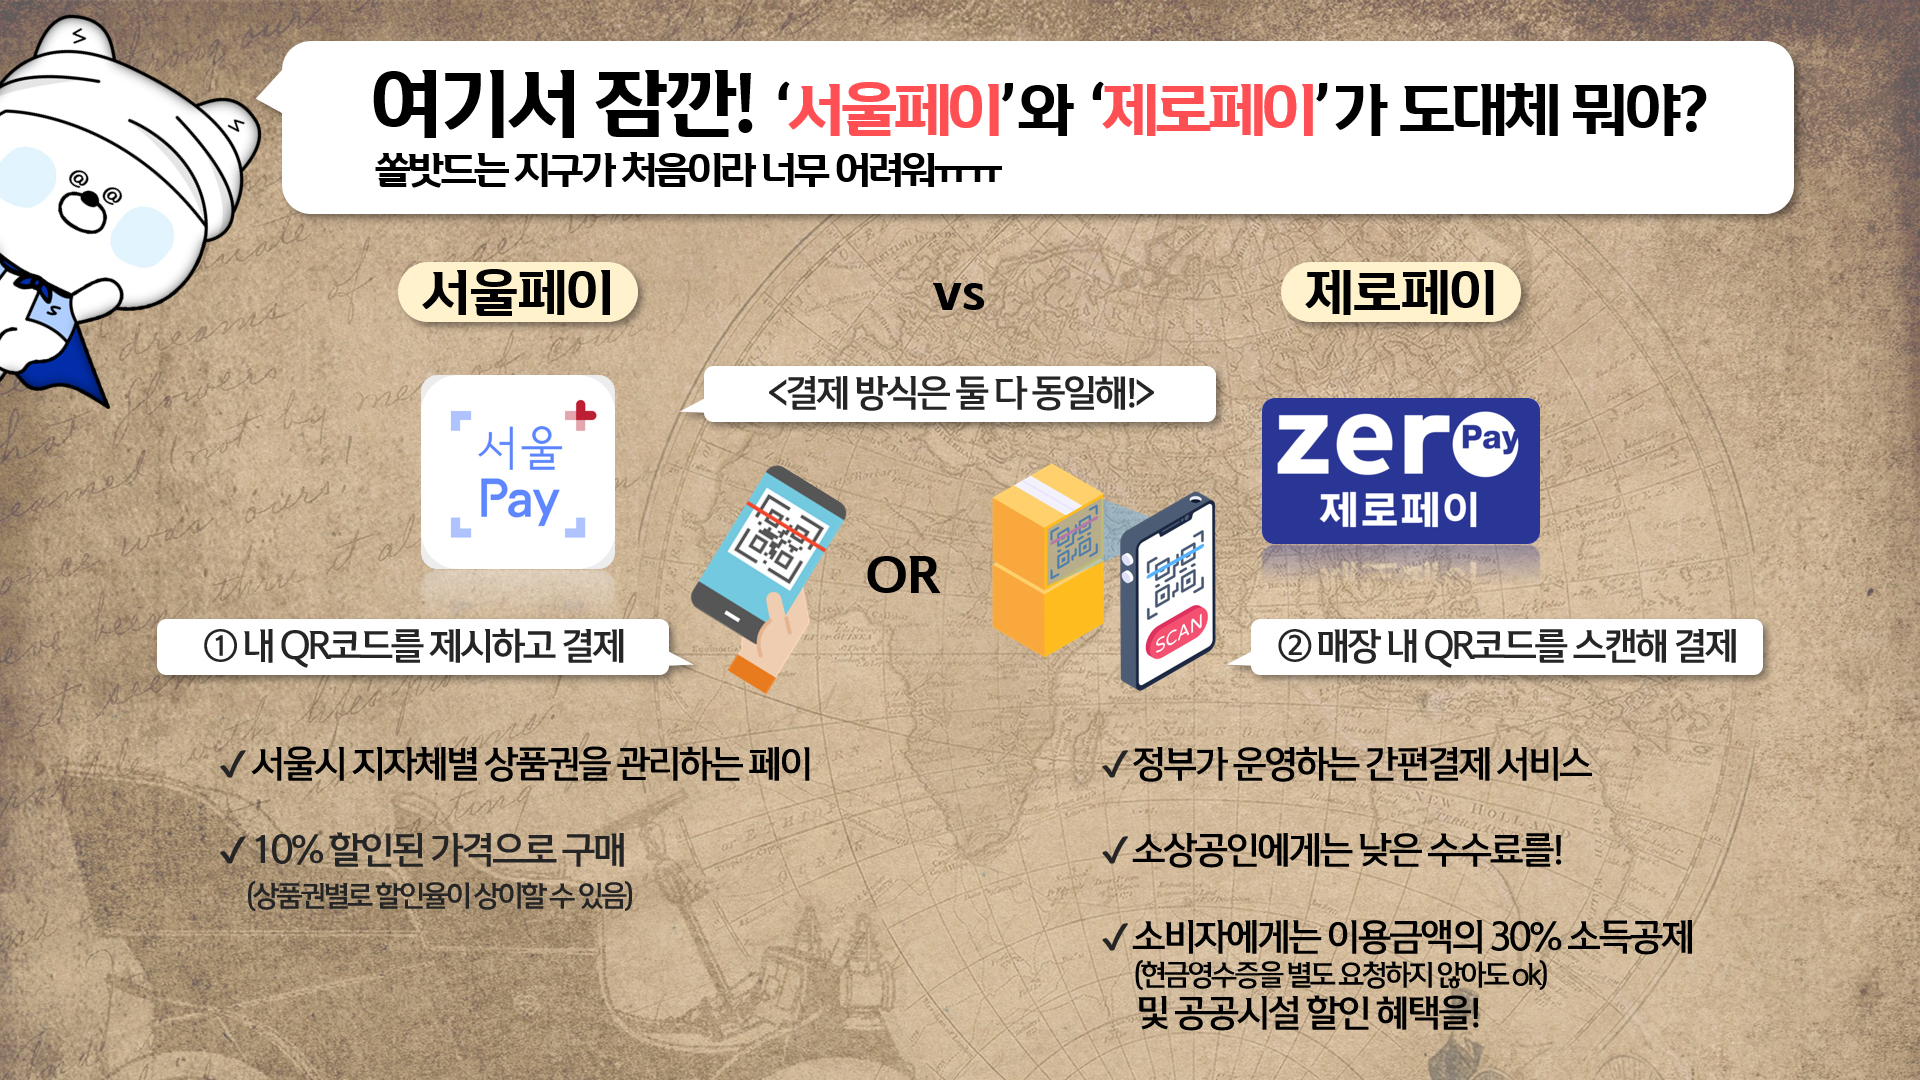 여기서 잠깐! ‘서울페이’와 ‘제로페이’가 도대체 뭐야?
쏠밧드는 지구가 처음이라 너무 어려워ㅠㅠ
서울페이
vs
제로페이
<결제 방식은 둘 다 동일해!>
서울
Pay
zero Pay
제로페이
OR
SCAN
① 내 QR코드를 제시하고 결제
② 매장 내 QR코드를 스캔해 결제
✓ 서울시 지자체별 상품권을 관리하는 페이
✓ 10% 할인된 가격으로 구매
(상품권별로 할인율이 상이할 수 있음)
✓ 정부가 운영하는 간편결제 서비스
✓ 소상공인에게는 낮은 수수료를!
✓ 소비자에게는 이용금액의 30% 소득공제
(현금영수증을 별도 요청하지 않아도 ok)
및 공공시설 할인 혜택을!